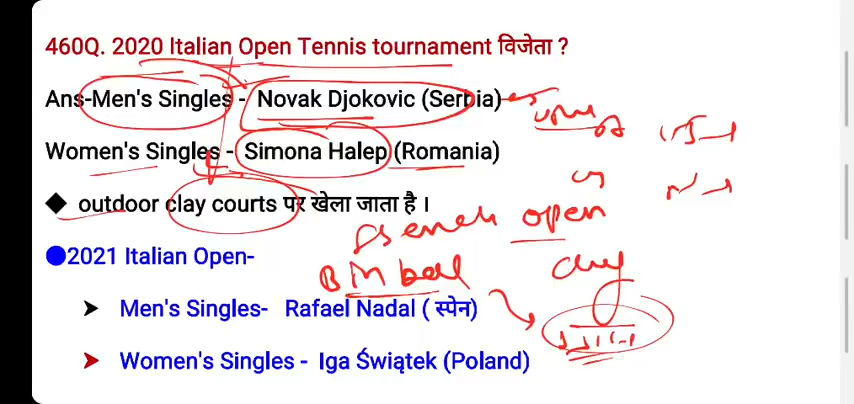 460Q. 2020 Italian Open Tennis tournament विजेता ?
Ans-Men's Singles - Novak Djokovic (Serbia)
Women's Singles - Simona Halep (Romania)
◆ outdoor clay courts पर खेला जाता है ।
open
●2021 Italian Open-
clay
➤ Men's Singles- Rafael Nadal ( स्पेन)
➤ Women's Singles - Iga Świątek (Poland)